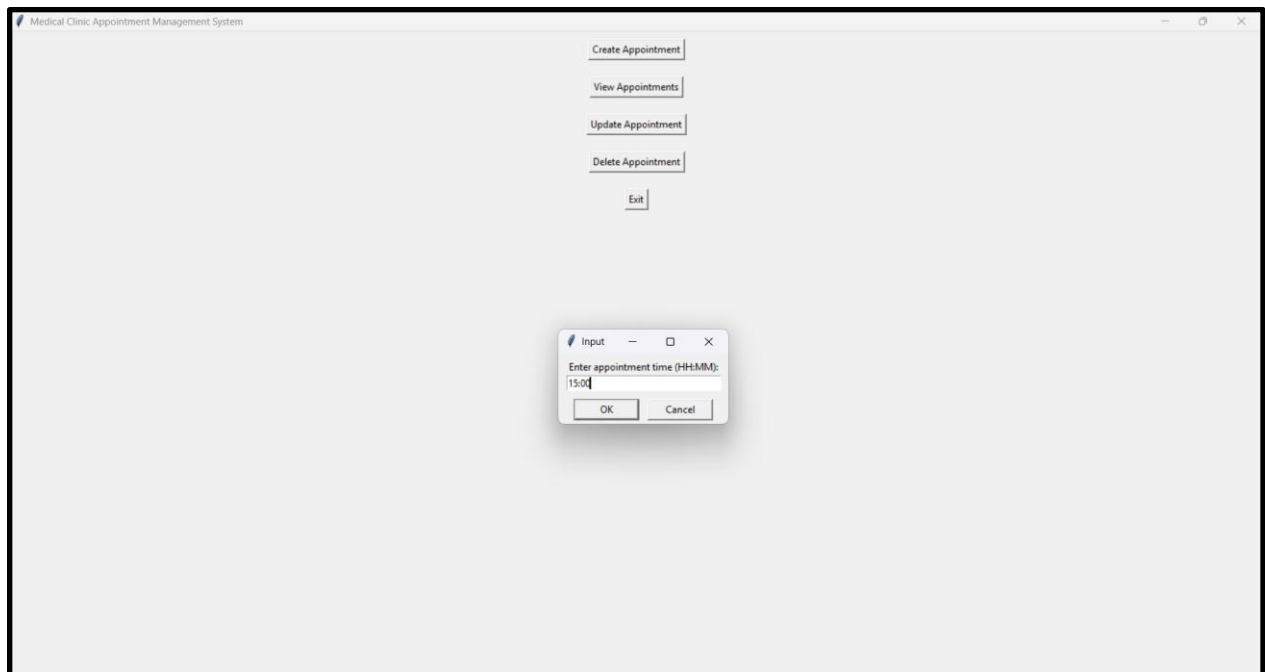 Medical Clinic Appointment Management System
Create Appointment
View Appointments
Update Appointment
Delete Appointment
Exit
Input
Enter appointment time (HH:MM):
15:00
OK Cancel